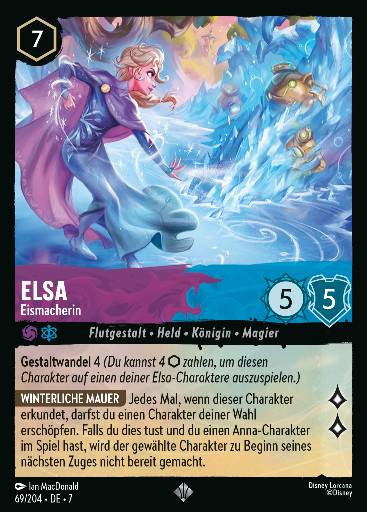 7
ELSA
Eismacherin
5
5
Flutgestalt • Held • Königin • Magier
Gestaltwandel 4 (Du kannst 4 zahlen, um diesen
Charakter auf einen deiner Elsa-Charaktere auszuspielen.)
WINTERLICHE MAUER Jedes Mal, wenn dieser Charakter
erkundet, darfst du einen Charakter deiner Wahl
erschöpfen. Falls du dies tust und du einen Anna-Charakter
im Spiel hast, wird der gewählte Charakter zu Beginn seines
nächsten Zuges nicht bereit gemacht.
Ian MacDonald
69/204 • DE • 7
Disney Lorcana
©Disney